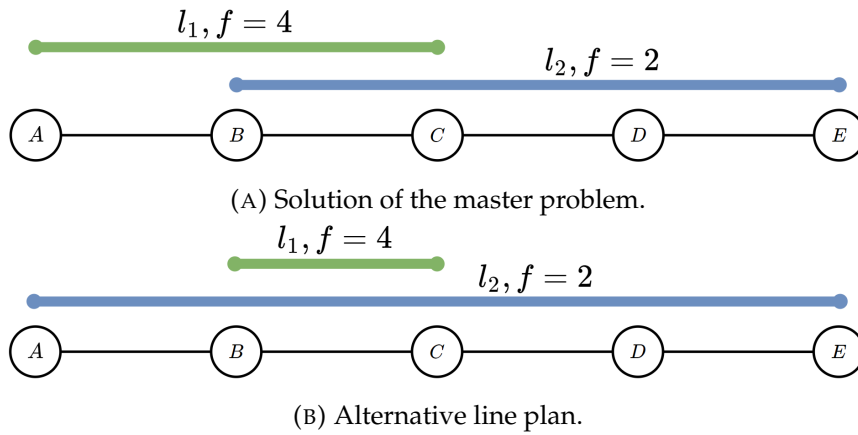 l₁, f = 4
l₂, f = 2
A B C D E
(A) Solution of the master problem.
l₁, f = 4
l₂, f = 2
A B C D E
(B) Alternative line plan.